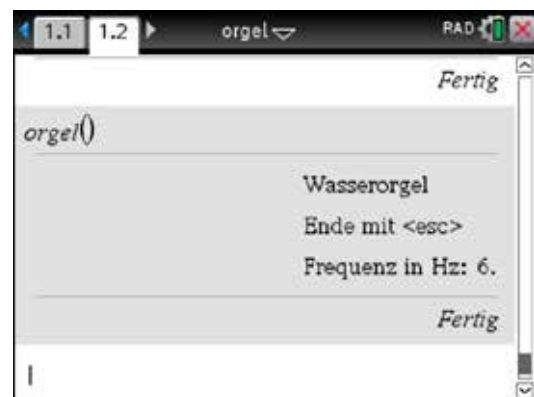 1.1 1.2 orgel RAD
Fertig
orgel()
Wasserorgel
Ende mit <esc>
Frequenz in Hz: 6.
Fertig